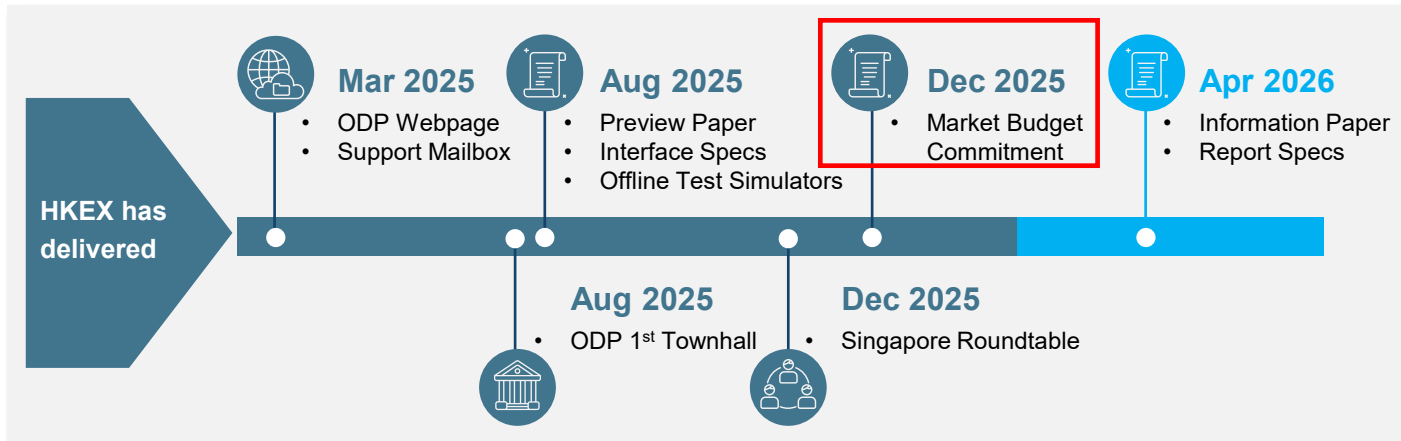 HKEX has
delivered
Mar 2025
• ODP Webpage
• Support Mailbox
Aug 2025
• Preview Paper
• Interface Specs
• Offline Test Simulators
Dec 2025
• Market Budget
Commitment
Apr 2026
• Information Paper
• Report Specs
Aug 2025
• ODP 1st Townhall
Dec 2025
• Singapore Roundtable